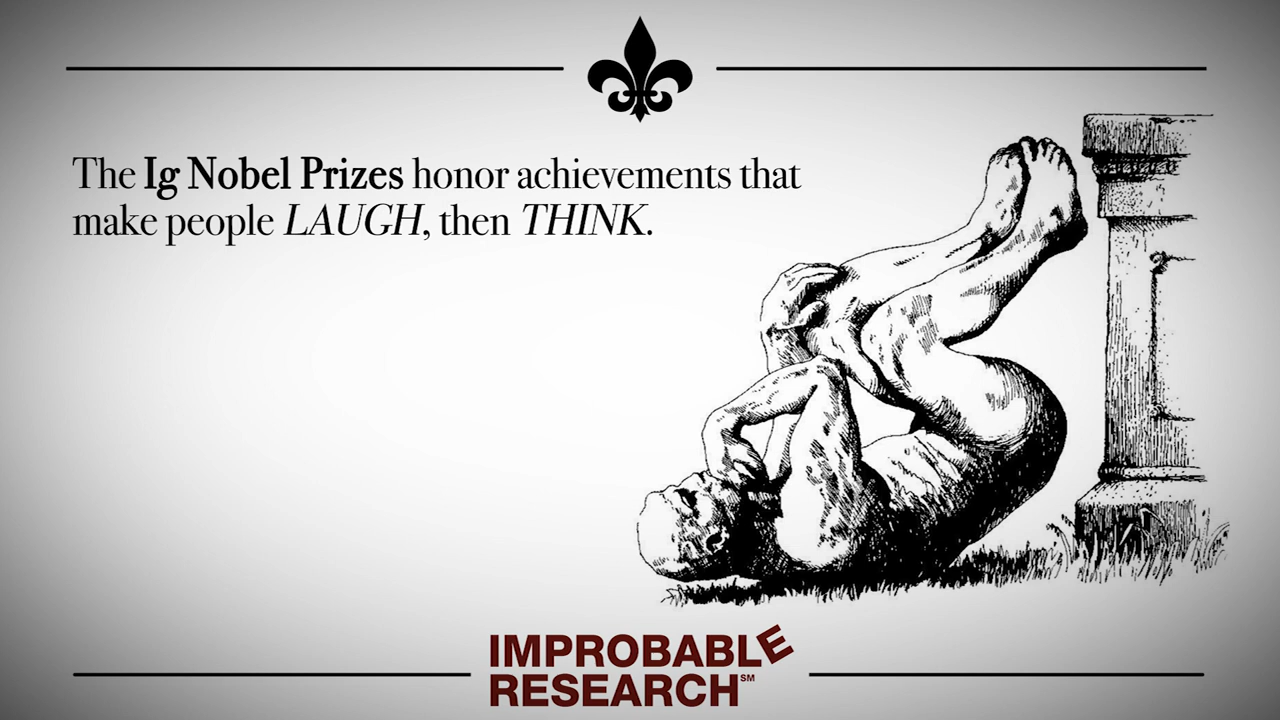 The Ig Nobel Prizes honor achievements that
make people LAUGH, then THINK.
IMPROBABLE
RESEARCH℠